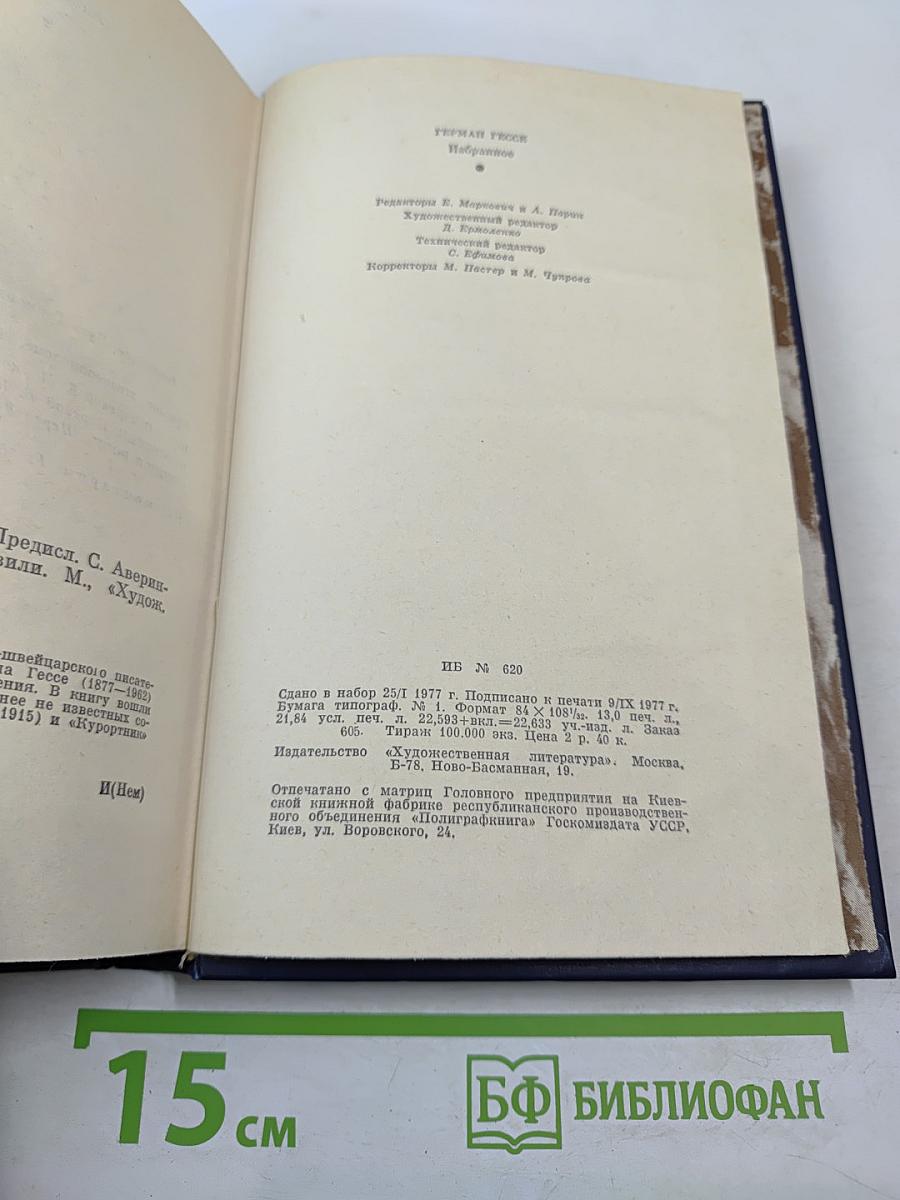 Предисл. С. Аверин-
вили. М., «Худож.
-швейцарского писате-
на Гессе (1877—1962)
ения. В книгу вошли
нее не известных со-
1915) и «Курортник»
И(Нем)
ГЕРМАН ГЕССЕ
Избранное
Редакторы Е. Маркович и А. Парин
Художественный редактор
Д. Ермоленко
Технический редактор
С. Ефимова
Корректоры М. Пастер и М. Чупрова
ИБ № 620
Сдано в набор 25/I 1977 г. Подписано к печати 9/IX 1977 г.
Бумага типограф. № 1. Формат 84 × 108 1/32. 13,0 печ. л.,
21,84 усл. печ. л. 22,593+вкл.=22,633 уч.-изд. л. Заказ
605. Тираж 100.000 экз. Цена 2 р. 40 к.
Издательство «Художественная литература». Москва,
Б-78, Ново-Басманная, 19.
Отпечатано с матриц Головного предприятия на Киев-
ской книжной фабрике республиканского производствен-
ного объединения «Полиграфкнига» Госкомиздата УССР,
Киев, ул. Воровского, 24.
15 см
БФ БИБЛИОФАН